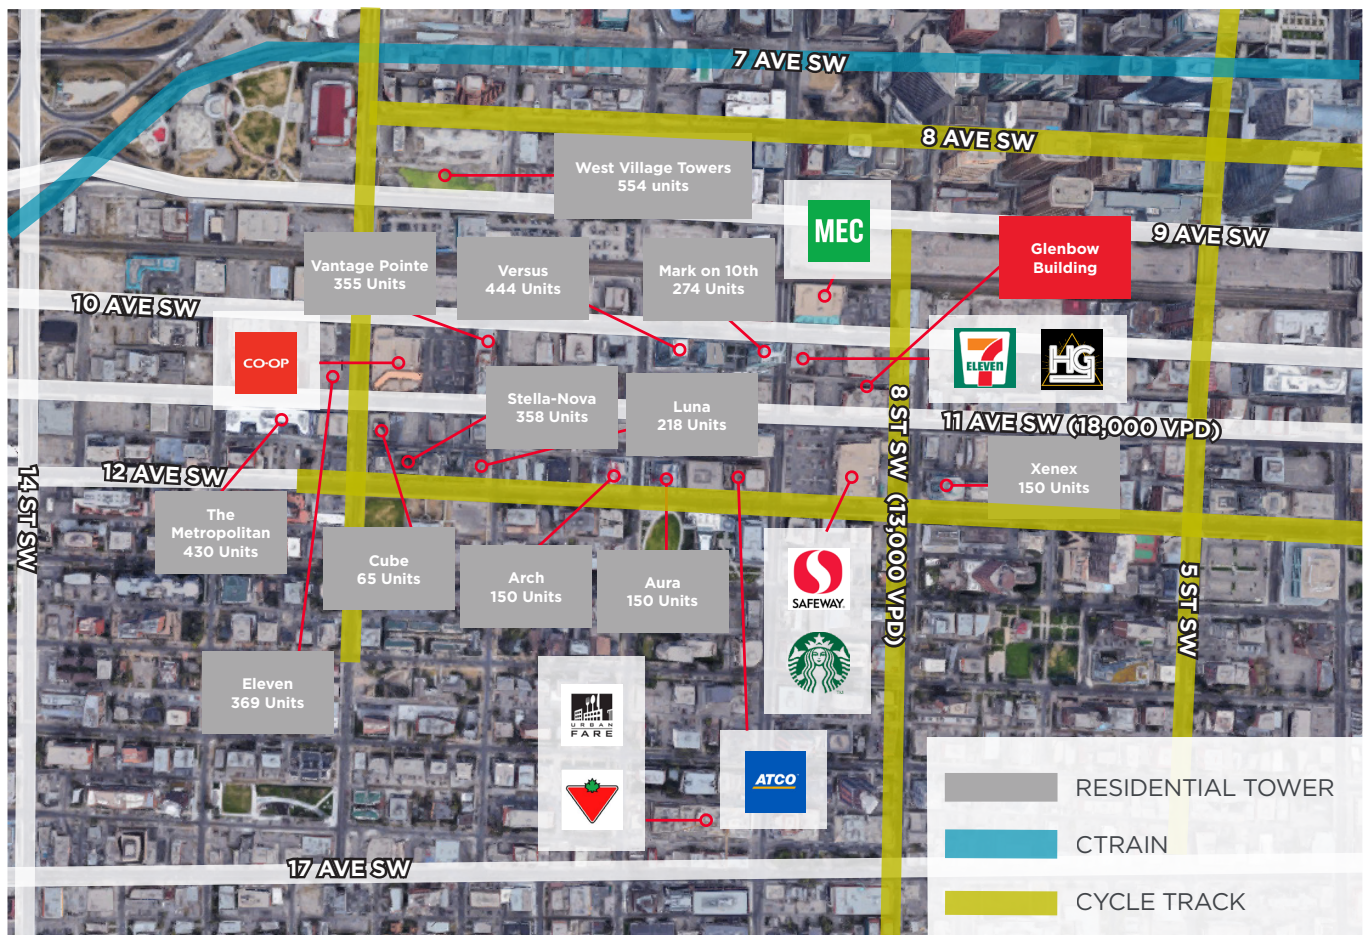 7 AVE SW
8 AVE SW
West Village Towers
554 units
MEC
9 AVE SW
Glenbow
Building
Vantage Pointe
355 Units
Versus
444 Units
Mark on 10th
274 Units
10 AVE SW
CO-OP
7
ELEVEN
HG
Stella-Nova
358 Units
Luna
218 Units
11 AVE SW (18,000 VPD)
8 ST SW (13,000 VPD)
12 AVE SW
14 ST SW
Xenex
150 Units
The
Metropolitan
430 Units
Cube
65 Units
Arch
150 Units
Aura
150 Units
SAFEWAY.
5 ST SW
Eleven
369 Units
URBAN
FARE
ATCO
RESIDENTIAL TOWER
CTRAIN
CYCLE TRACK
17 AVE SW